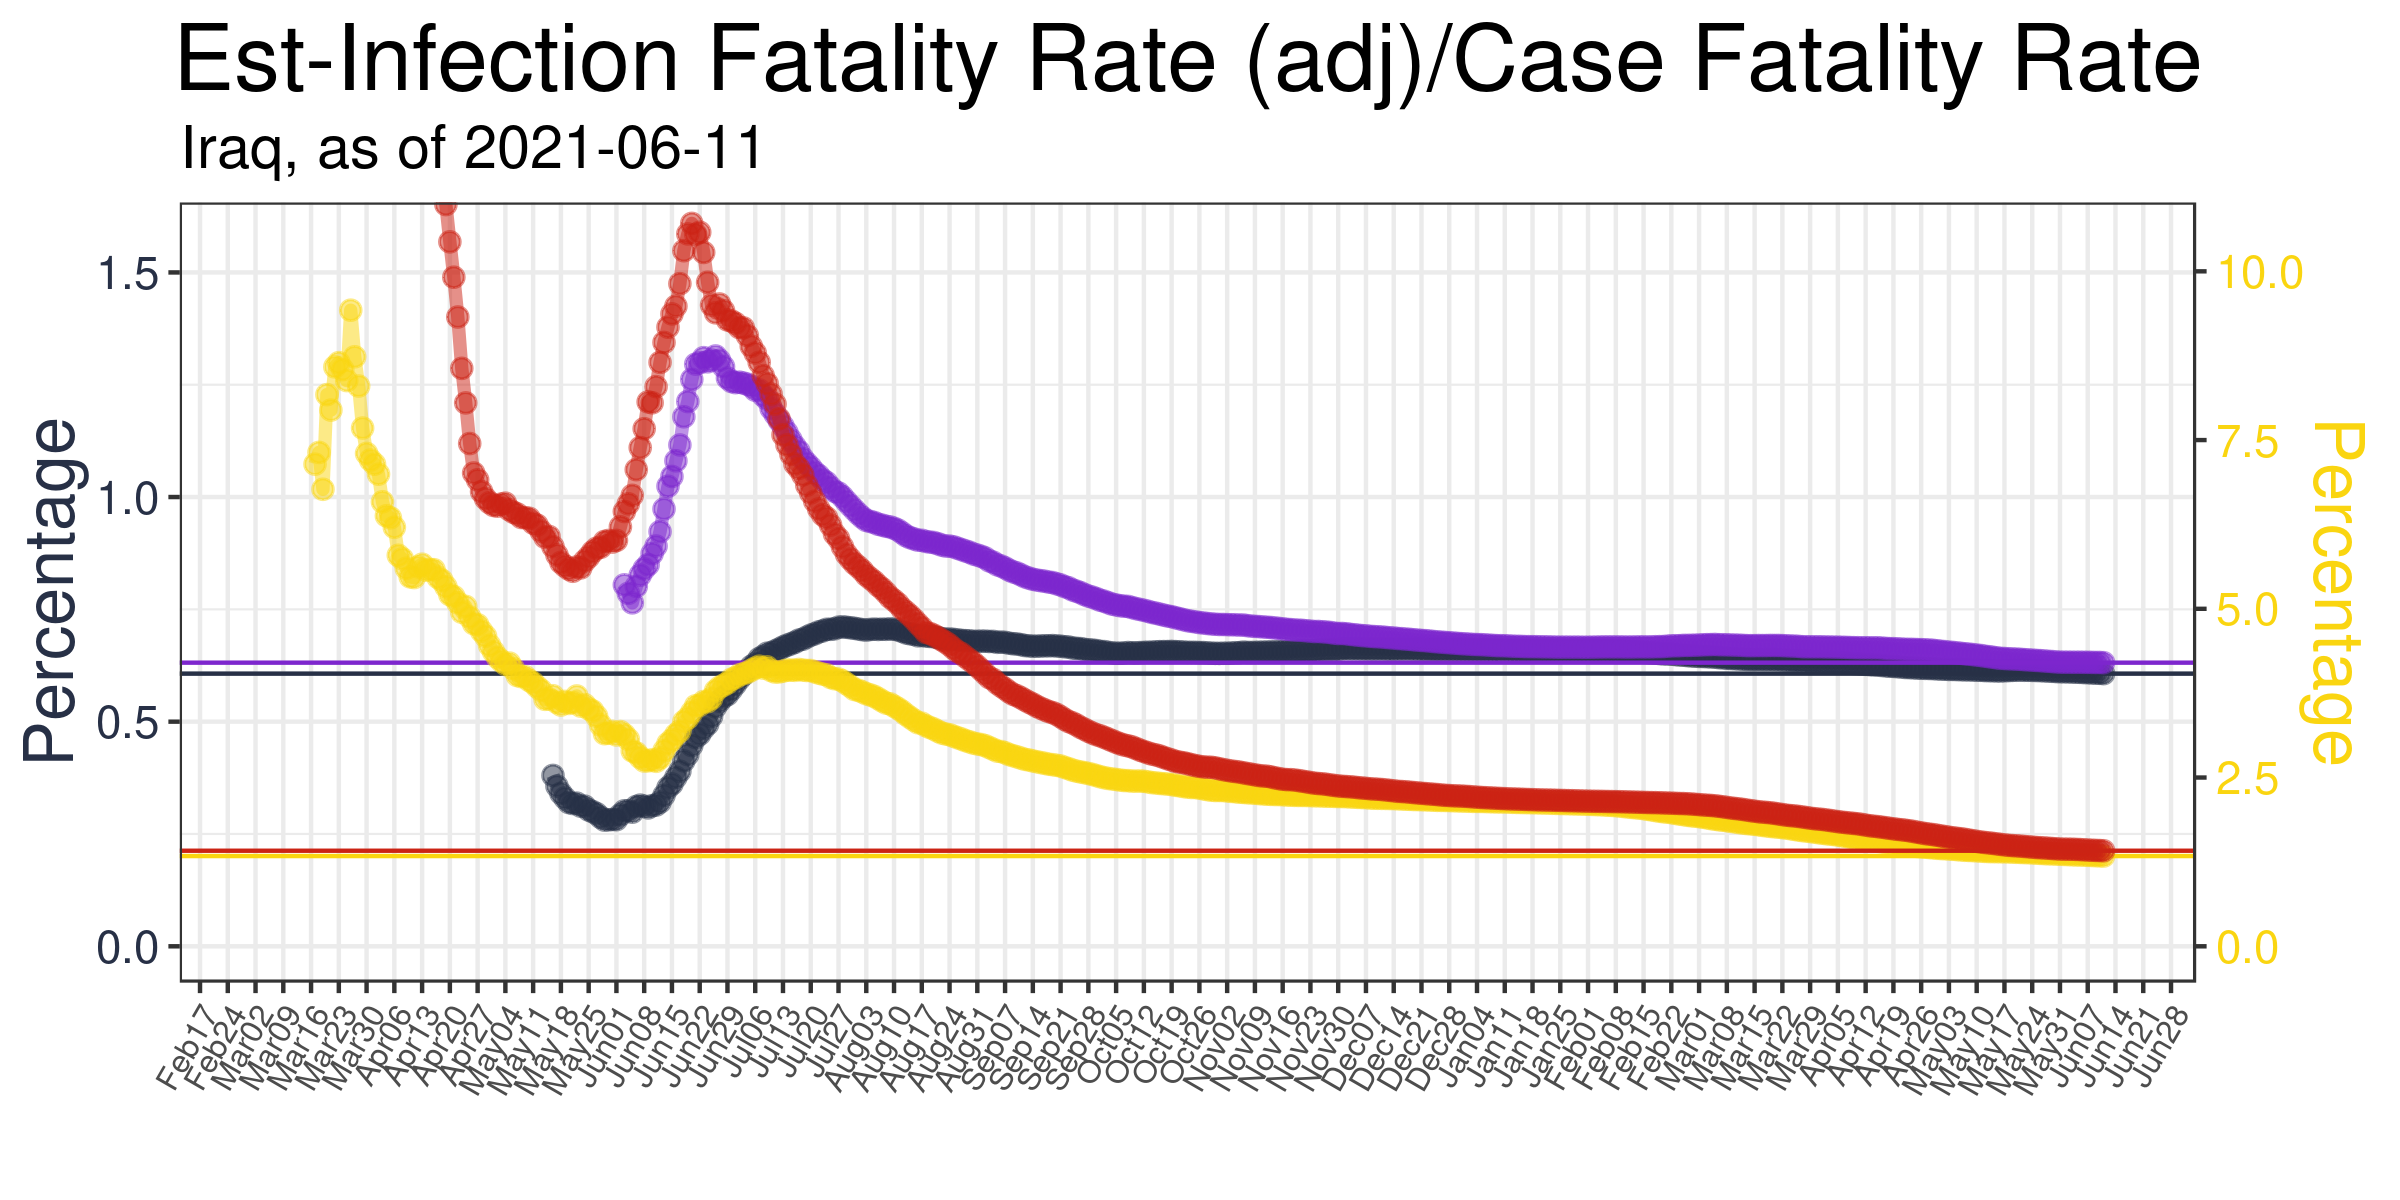 Est-Infection Fatality Rate (adj)/Case Fatality Rate
Iraq, as of 2021-06-11
Percentage
1.5
1.0
0.5
0.0
10.0
7.5
5.0
2.5
0.0
Percentage
Feb17
Feb24
Mar02
Mar09
Mar16
Mar23
Mar30
Apr06
Apr13
Apr20
Apr27
May04
May11
May18
May25
Jun01
Jun08
Jun15
Jun22
Jun29
Jul06
Jul13
Jul20
Jul27
Aug03
Aug10
Aug17
Aug24
Aug31
Sep07
Sep14
Sep21
Sep28
Oct05
Oct12
Oct19
Oct26
Nov02
Nov09
Nov16
Nov23
Nov30
Dec07
Dec14
Dec21
Dec28
Jan04
Jan11
Jan18
Jan25
Feb01
Feb08
Feb15
Feb22
Mar01
Mar08
Mar15
Mar22
Mar29
Apr05
Apr12
Apr19
Apr26
May03
May10
May17
May24
May31
Jun07
Jun14
Jun21
Jun28